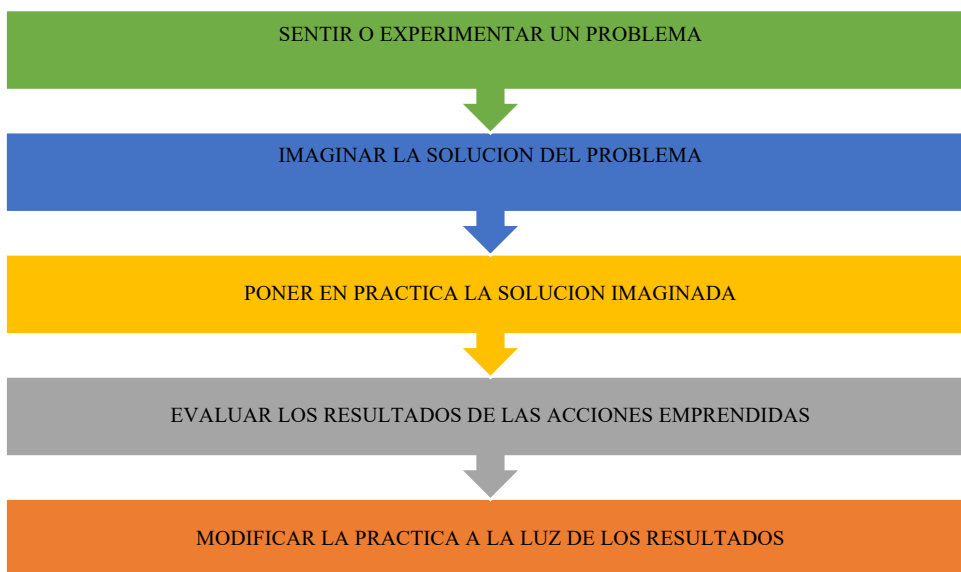 SENTIR O EXPERIMENTAR UN PROBLEMA
IMAGINAR LA SOLUCION DEL PROBLEMA
PONER EN PRACTICA LA SOLUCION IMAGINADA
EVALUAR LOS RESULTADOS DE LAS ACCIONES EMPRENDIDAS
MODIFICAR LA PRACTICA A LA LUZ DE LOS RESULTADOS